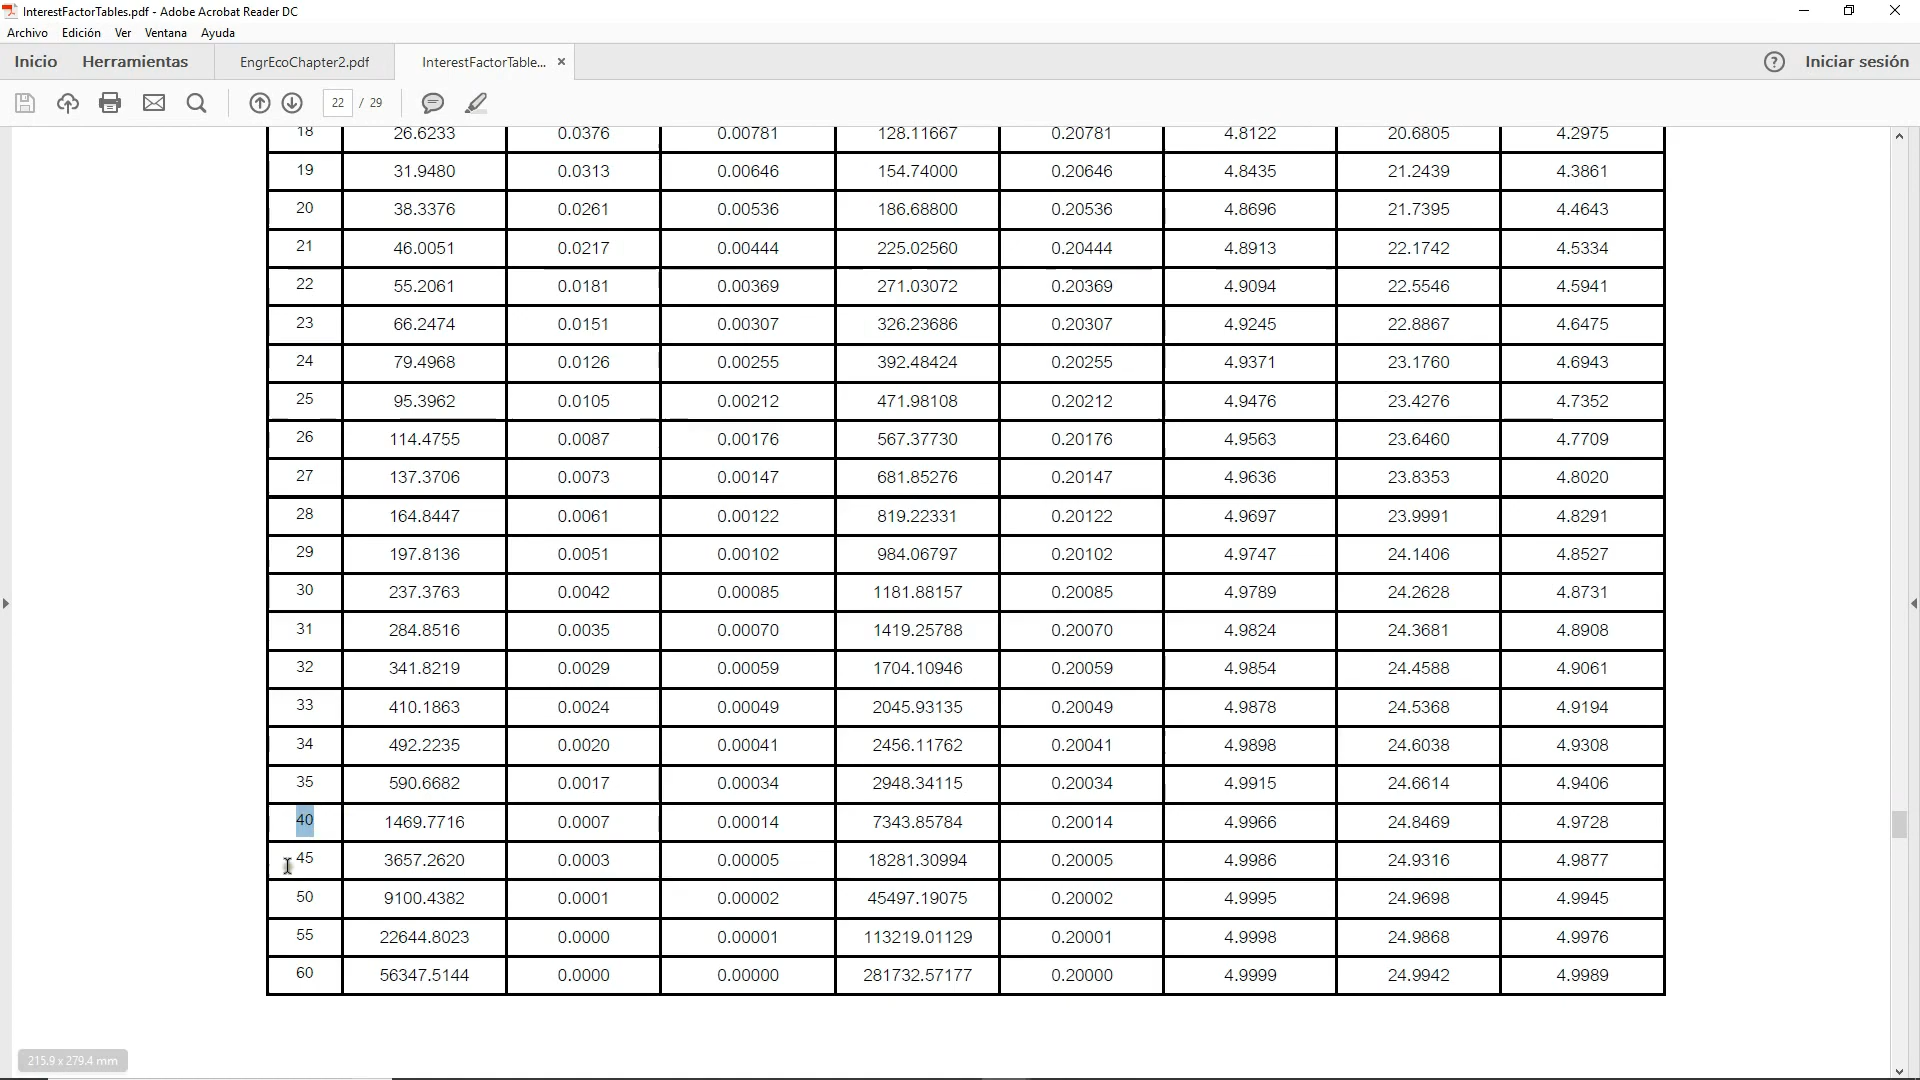 InterestFactorTables.pdf - Adobe Acrobat Reader DC
Archivo Edición Ver Ventana Ayuda
Inicio Herramientas EngrEcoChapter2.pdf InterestFactorTable... × ? Iniciar sesión
22 / 29
18 26.6233 0.0376 0.00781 128.11667 0.20781 4.8122 20.6805 4.2975
19 31.9480 0.0313 0.00646 154.74000 0.20646 4.8435 21.2439 4.3861
20 38.3376 0.0261 0.00536 186.68800 0.20536 4.8696 21.7395 4.4643
21 46.0051 0.0217 0.00444 225.02560 0.20444 4.8913 22.1742 4.5334
22 55.2061 0.0181 0.00369 271.03072 0.20369 4.9094 22.5546 4.5941
23 66.2474 0.0151 0.00307 326.23686 0.20307 4.9245 22.8867 4.6475
24 79.4968 0.0126 0.00255 392.48424 0.20255 4.9371 23.1760 4.6943
25 95.3962 0.0105 0.00212 471.98108 0.20212 4.9476 23.4276 4.7352
26 114.4755 0.0087 0.00176 567.37730 0.20176 4.9563 23.6460 4.7709
27 137.3706 0.0073 0.00147 681.85276 0.20147 4.9636 23.8353 4.8020
28 164.8447 0.0061 0.00122 819.22331 0.20122 4.9697 23.9991 4.8291
29 197.8136 0.0051 0.00102 984.06797 0.20102 4.9747 24.1406 4.8527
30 237.3763 0.0042 0.00085 1181.88157 0.20085 4.9789 24.2628 4.8731
31 284.8516 0.0035 0.00070 1419.25788 0.20070 4.9824 24.3681 4.8908
32 341.8219 0.0029 0.00059 1704.10946 0.20059 4.9854 24.4588 4.9061
33 410.1863 0.0024 0.00049 2045.93135 0.20049 4.9878 24.5368 4.9194
34 492.2235 0.0020 0.00041 2456.11762 0.20041 4.9898 24.6038 4.9308
35 590.6682 0.0017 0.00034 2948.34115 0.20034 4.9915 24.6614 4.9406
40 1469.7716 0.0007 0.00014 7343.85784 0.20014 4.9966 24.8469 4.9728
45 3657.2620 0.0003 0.00005 18281.30994 0.20005 4.9986 24.9316 4.9877
50 9100.4382 0.0001 0.00002 45497.19075 0.20002 4.9995 24.9698 4.9945
55 22644.8023 0.0000 0.00001 113219.01129 0.20001 4.9998 24.9868 4.9976
60 56347.5144 0.0000 0.00000 281732.57177 0.20000 4.9999 24.9942 4.9989
215.9 x 279.4 mm